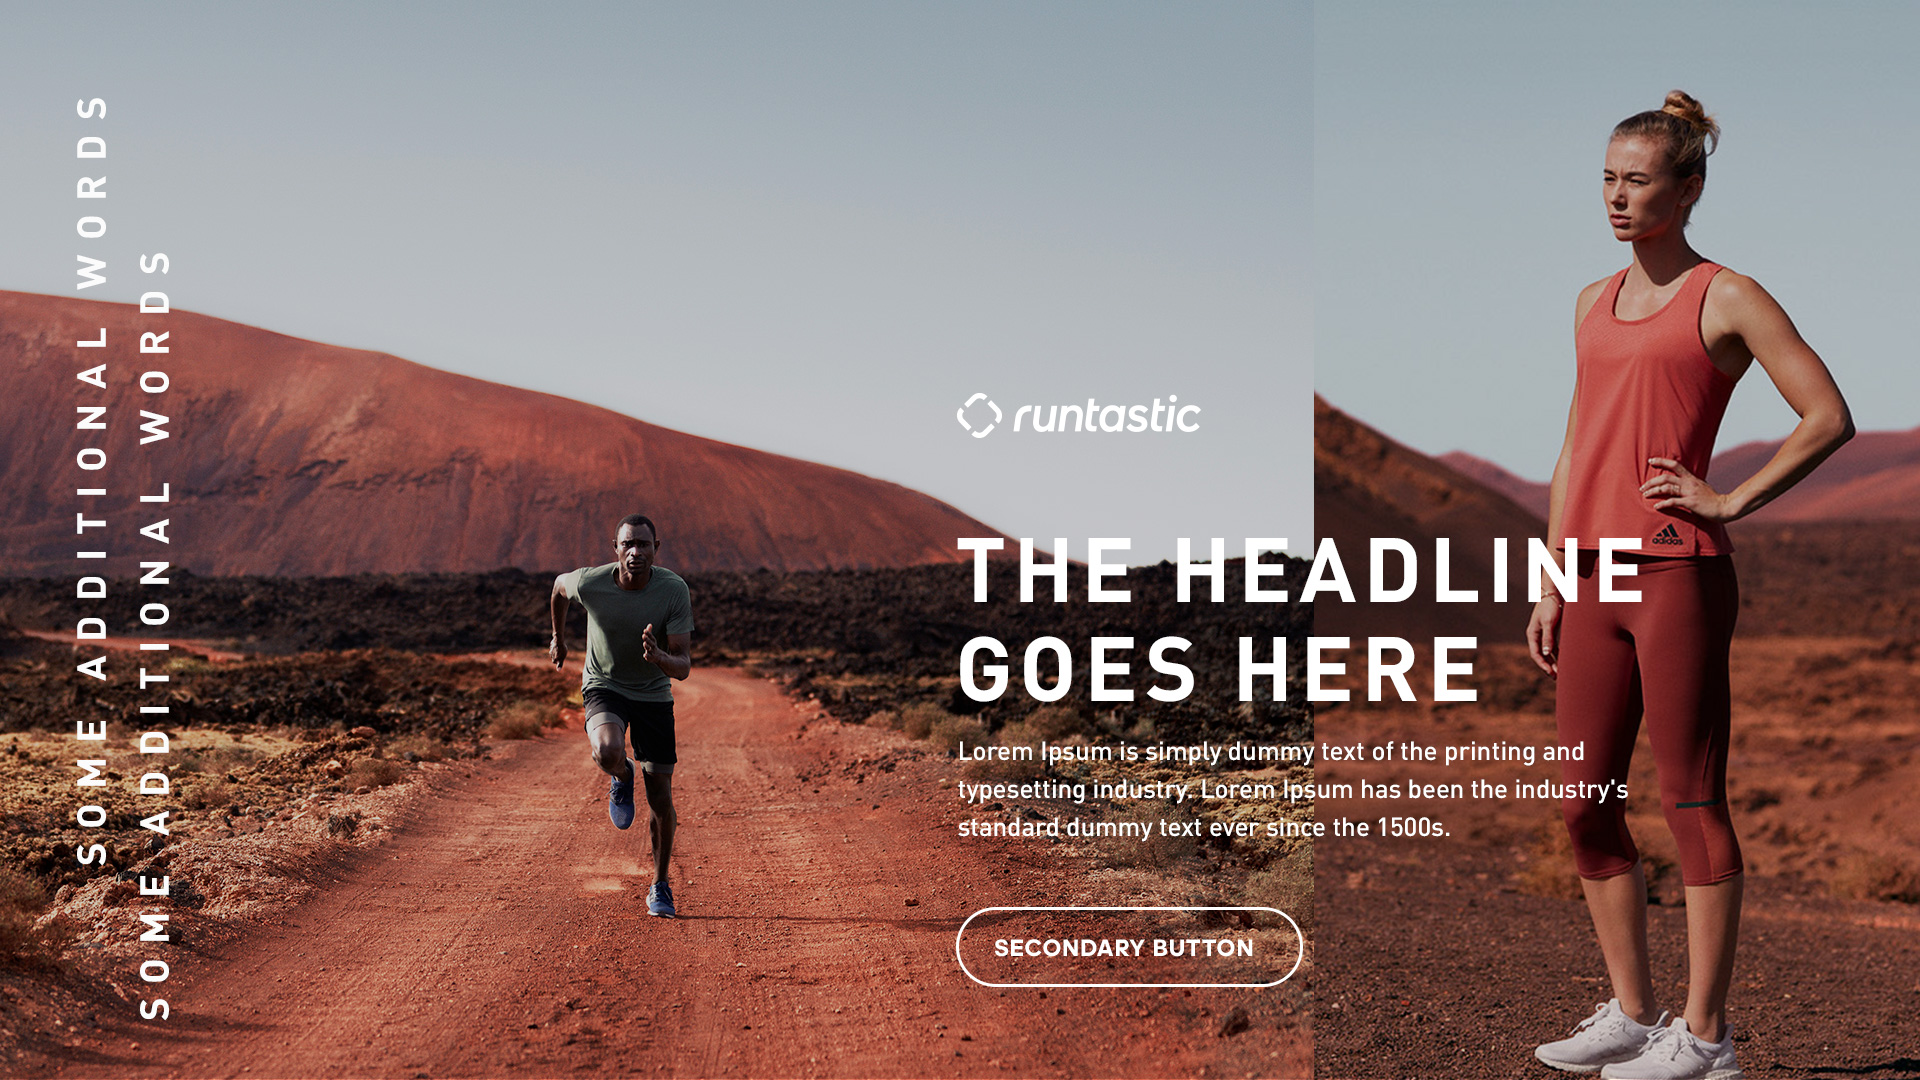 SOME ADDITIONAL WORDS
SOME ADDITIONAL WORDS
runtastic
THE HEADLINE
GOES HERE
Lorem Ipsum is simply dummy text of the printing and
typesetting industry. Lorem Ipsum has been the industry's
standard dummy text ever since the 1500s.
SECONDARY BUTTON
adidas